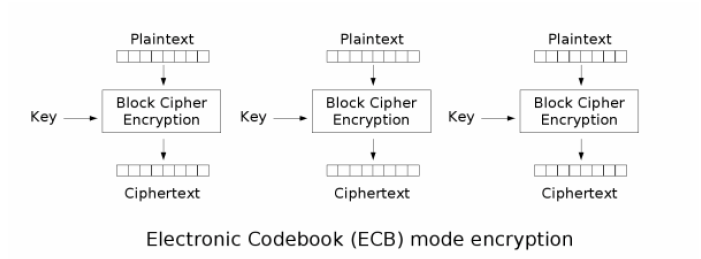 Plaintext Plaintext Plaintext
Key Block Cipher Encryption Key Block Cipher Encryption Key Block Cipher Encryption
Ciphertext Ciphertext Ciphertext
Electronic Codebook (ECB) mode encryption